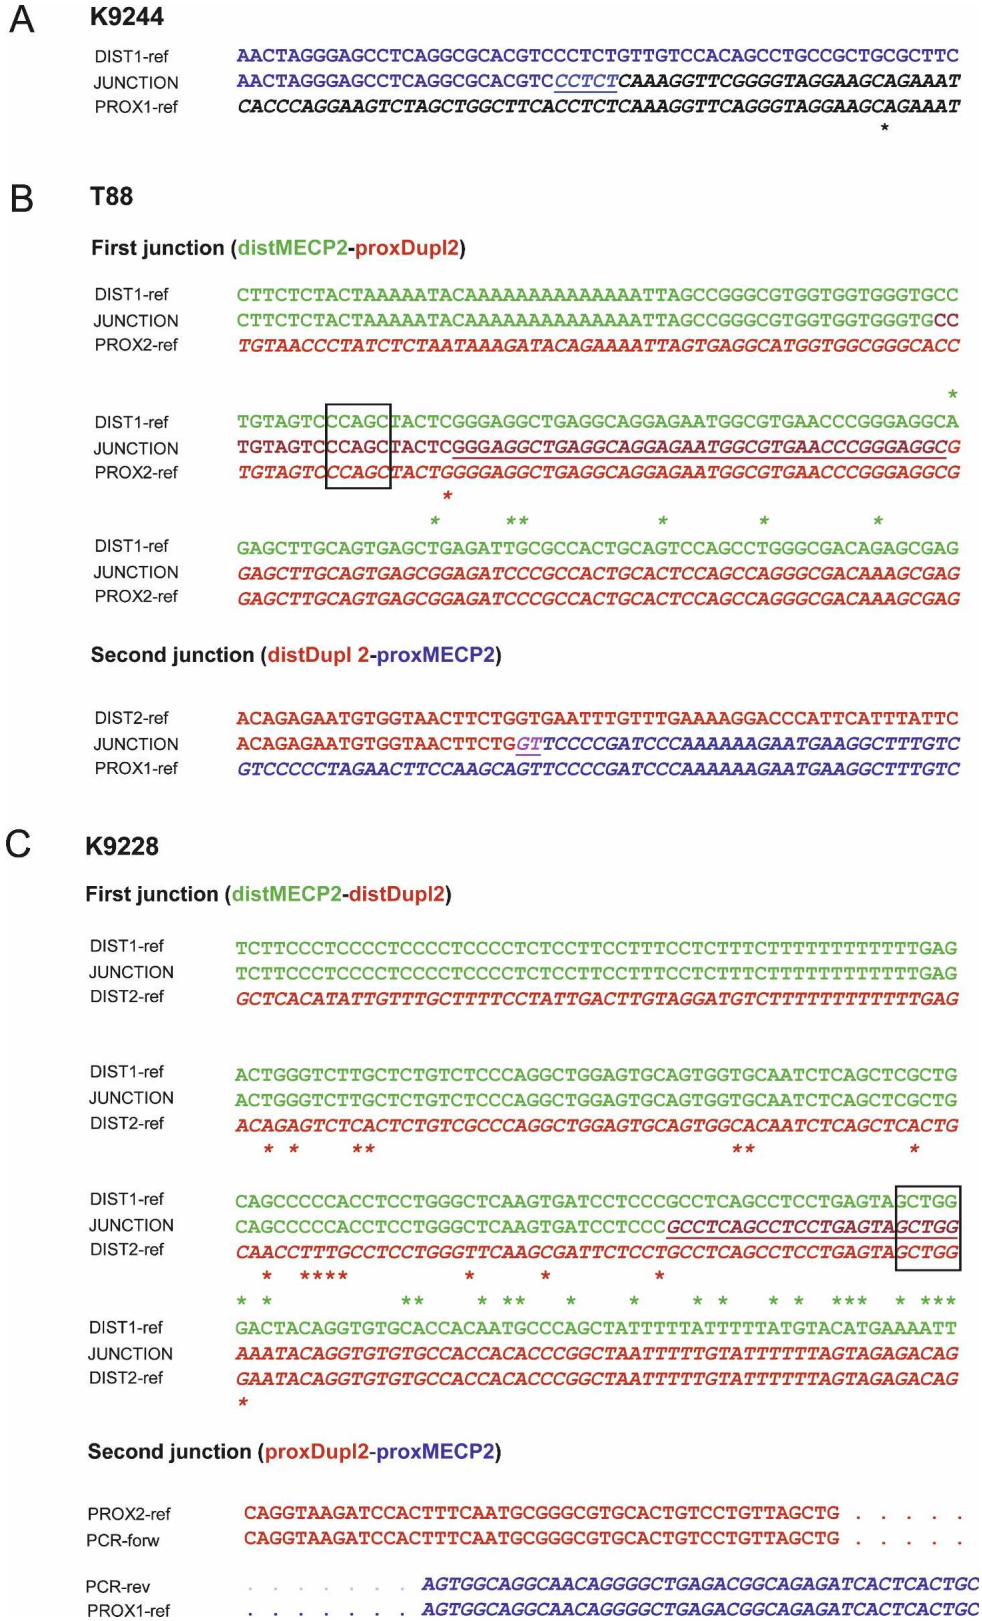 A K9244
DIST1-ref AACTAGGGAGCCTCAGGCGCACGTCCCTCTGTTGTCCACAGCCTGCCGCTGCGCTTC
JUNCTION AACTAGGGAGCCTCAGGCGCACGTCCCTCTCAAAGGTTCGGGGTAGGAAGCAGAAAT
PROX1-ref CACCCAGGAAGTCTAGCTGGCTTCACCTCTCAAAGGTTCAGGGTAGGAAGCAGAAAT
*
B T88
First junction (distMECP2-proxDupl2)
DIST1-ref CTTCTCTACTAAAAATACAAAAAAAAAAAAAAATTAGCCGGGCGTGGTGGTGGGTGCC
JUNCTION CTTCTCTACTAAAAATACAAAAAAAAAAAAAAATTAGCCGGGCGTGGTGGTGGGTGCC
PROX2-ref TGTAACCCTATCTCTAATAAAGATACAGAAAATTAGTGAGGCATGGTGGCGGGCACC
*
DIST1-ref TGTAGTCCCAGCTACTCGGGAGGCTGAGGCAGGAGAATGGCGTGAACCCGGGAGGCA
JUNCTION TGTAGTCCCAGCTACTCGGGAGGCTGAGGCAGGAGAATGGCGTGAACCCGGGAGGCG
PROX2-ref TGTAGTCCCAGCTACTGGGGAGGCTGAGGCAGGAGAATGGCGTGAACCCGGGAGGCG
*
* ** * * *
DIST1-ref GAGCTTGCAGTGAGCTGAGATTGCGCCACTGCAGTCCAGCCTGGGCGACAGAGCGAG
JUNCTION GAGCTTGCAGTGAGCGGAGATCCCGCCACTGCACTCCAGCCAGGGCGACAAAGCGAG
PROX2-ref GAGCTTGCAGTGAGCGGAGATCCCGCCACTGCACTCCAGCCAGGGCGACAAAGCGAG
Second junction (distDupl 2-proxMECP2)
DIST2-ref ACAGAGAATGTGGTAACTTCTGGTGAATTTGTTTGAAAAGGACCCATTCATTTATTC
JUNCTION ACAGAGAATGTGGTAACTTCTGGTTCCCCGATCCCAAAAAAGAATGAAGGCTTTGTC
PROX1-ref GTCCCCCTAGAACTTCCAAGCAGTTCCCCGATCCCAAAAAAGAATGAAGGCTTTGTC
C K9228
First junction (distMECP2-distDupl2)
DIST1-ref TCTTCCCTCCCCTCCCCTCCCCTCTCCTTCCTTTCCTCTTTCTTTTTTTTTTTTGAG
JUNCTION TCTTCCCTCCCCTCCCCTCCCCTCTCCTTCCTTTCCTCTTTCTTTTTTTTTTTTGAG
DIST2-ref GCTCACATATTGTTTGCTTTTCCTATTGACTTGTAGGATGTCTTTTTTTTTTTTGAG
DIST1-ref ACTGGGTCTTGCTCTGTCTCCCAGGCTGGAGTGCAGTGGTGCAATCTCAGCTCGCTG
JUNCTION ACTGGGTCTTGCTCTGTCTCCCAGGCTGGAGTGCAGTGGTGCAATCTCAGCTCGCTG
DIST2-ref ACAGAGTCTCACTCTGTCGCCCAGGCTGGAGTGCAGTGGCACAATCTCAGCTCACTG
* * ** ** *
DIST1-ref CAGCCCCCACCTCCTGGGCTCAAGTGATCCTCCCGCCTCAGCCTCCTGAGTAGCTGG
JUNCTION CAGCCCCCACCTCCTGGGCTCAAGTGATCCTCCCGCCTCAGCCTCCTGAGTAGCTGG
DIST2-ref CAACCTTTGCCTCCTGGGTTCAAGCGATTCTCCTGCCTCAGCCTCCTGAGTAGCTGG
* **** * * *
* * ** * ** * * * * * * *** * ***
DIST1-ref GACTACAGGTGTGCACCACAATGCCCAGCTATTTTTATTTTTATGTACATGAAAATT
JUNCTION AAATACAGGTGTGTGCCACCACACCCGGCTAATTTTTGTATTTTTTAGTAGAGACAG
DIST2-ref GAATACAGGTGTGTGCCACCACACCCGGCTAATTTTTGTATTTTTTAGTAGAGACAG
*
Second junction (proxDupl2-proxMECP2)
PROX2-ref CAGGTAAGATCCACTTTCAATGCGGGCGTGCACTGTCCTGTTAGCTG . . . . .
PCR-forw CAGGTAAGATCCACTTTCAATGCGGGCGTGCACTGTCCTGTTAGCTG . . . . .
PCR-rev . . . . . . . AGTGGCAGGCAACAGGGGCTGAGACGGCAGAGATCACTCACTGC
PROX1-ref . . . . . . . AGTGGCAGGCAACAGGGGCTGAGACGGCAGAGATCACTCACTGC